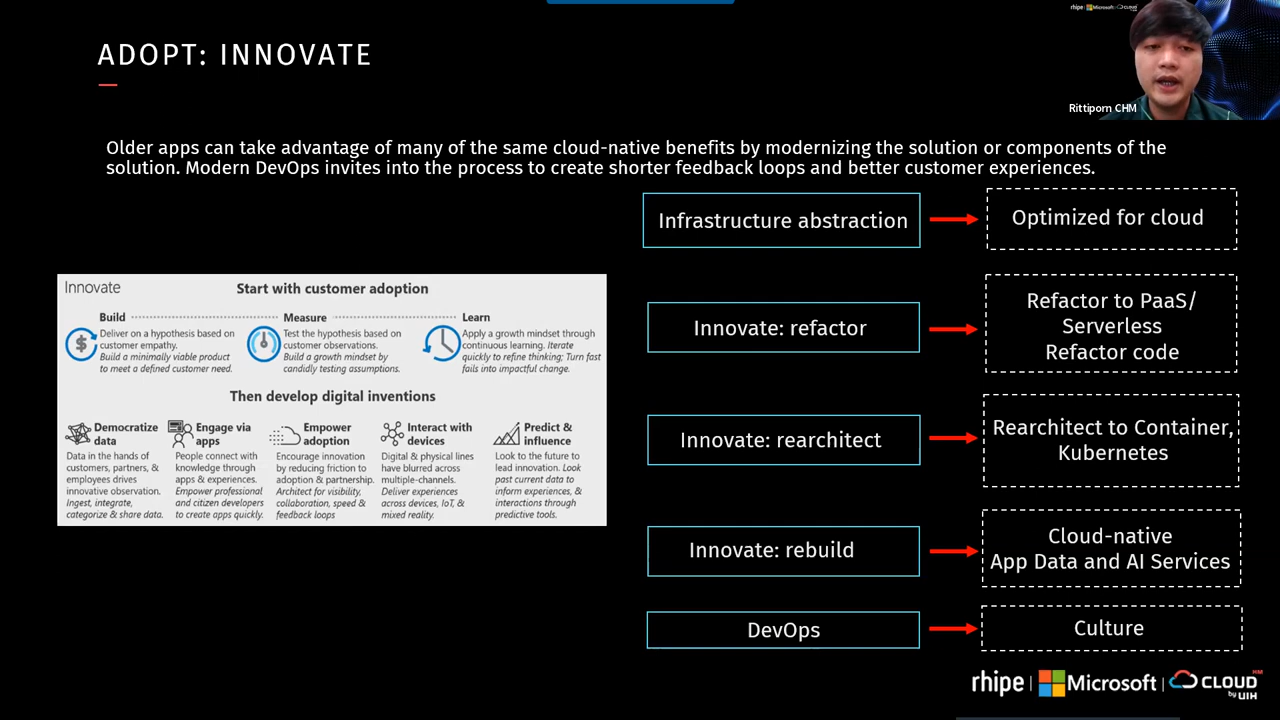 rhipe | Microsoft | CLOUD
ADOPT: INNOVATE
Rittiporn CHM
Older apps can take advantage of many of the same cloud-native benefits by modernizing the solution or components of the
solution. Modern DevOps invites into the process to create shorter feedback loops and better customer experiences.
Infrastructure abstraction
Optimized for cloud
Innovate: refactor
Refactor to PaaS/
Serverless
Refactor code
Innovate: rearchitect
Rearchitect to Container,
Kubernetes
Innovate: rebuild
Cloud-native
App Data and AI Services
DevOps
Culture
Innovate
Start with customer adoption
Build
Deliver on a hypothesis based on
customer empathy.
Build a minimally viable product
to meet a defined customer need.
Measure
Test the hypothesis based on
customer observations.
Build a growth mindset by
candidly testing assumptions.
Learn
Apply a growth mindset through
continuous learning. Iterate
quickly to refine thinking; Turn fast
fails into impactful change.
Then develop digital inventions
Democratize
data
Data in the hands of
customers, partners, &
employees drives
innovative observation.
Ingest, integrate,
categorize & share data.
Engage via
apps
People connect with
knowledge through
apps & experiences.
Empower professional
and citizen developers
to create apps quickly.
Empower
adoption
Encourage innovation
by reducing friction to
adoption & partnership.
Architect for visibility,
collaboration, speed &
feedback loops
Interact with
devices
Digital & physical lines
have blurred across
multiple-channels.
Deliver experiences
across devices, IoT, &
mixed reality.
Predict &
influence
Look to the future to
lead innovation. Look
past current data to
inform experiences, &
interactions through
predictive tools.
rhipe | Microsoft | CLOUD HM
by UIH